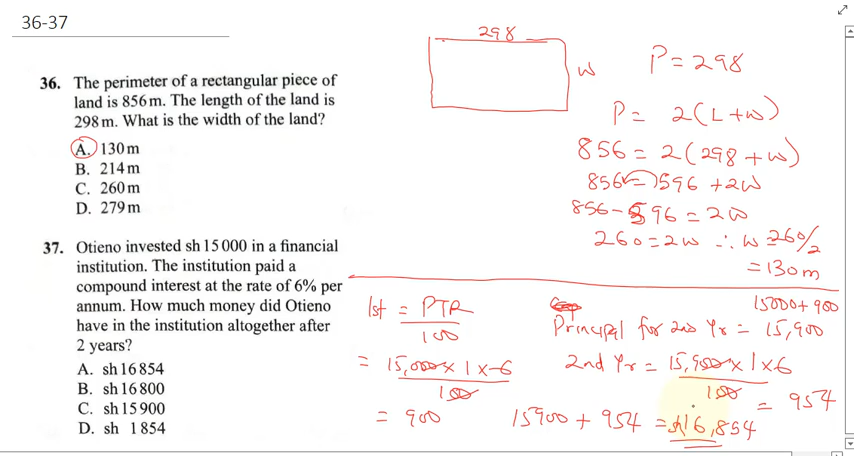 36-37
36. The perimeter of a rectangular piece of
land is 856 m. The length of the land is
298 m. What is the width of the land?
A. 130 m
B. 214 m
C. 260 m
D. 279 m
298
w
P = 298
P = 2(L+w)
856 = 2(298 + w)
856 = 596 + 2w
856 - 596 = 2w
260 = 2w ∴ w = 260/2
= 130m
37. Otieno invested sh 15 000 in a financial
institution. The institution paid a
compound interest at the rate of 6% per
annum. How much money did Otieno
have in the institution altogether after
2 years?
A. sh 16 854
B. sh 16 800
C. sh 15 900
D. sh 1 854
1st = PTR
100
= 15,000 x 1 x 6
100
= 900
15000 + 900
Principal for 2nd Yr = 15,900
2nd Yr = 15,900 x 1 x 6
100
= 954
15900 + 954 = sh16,854